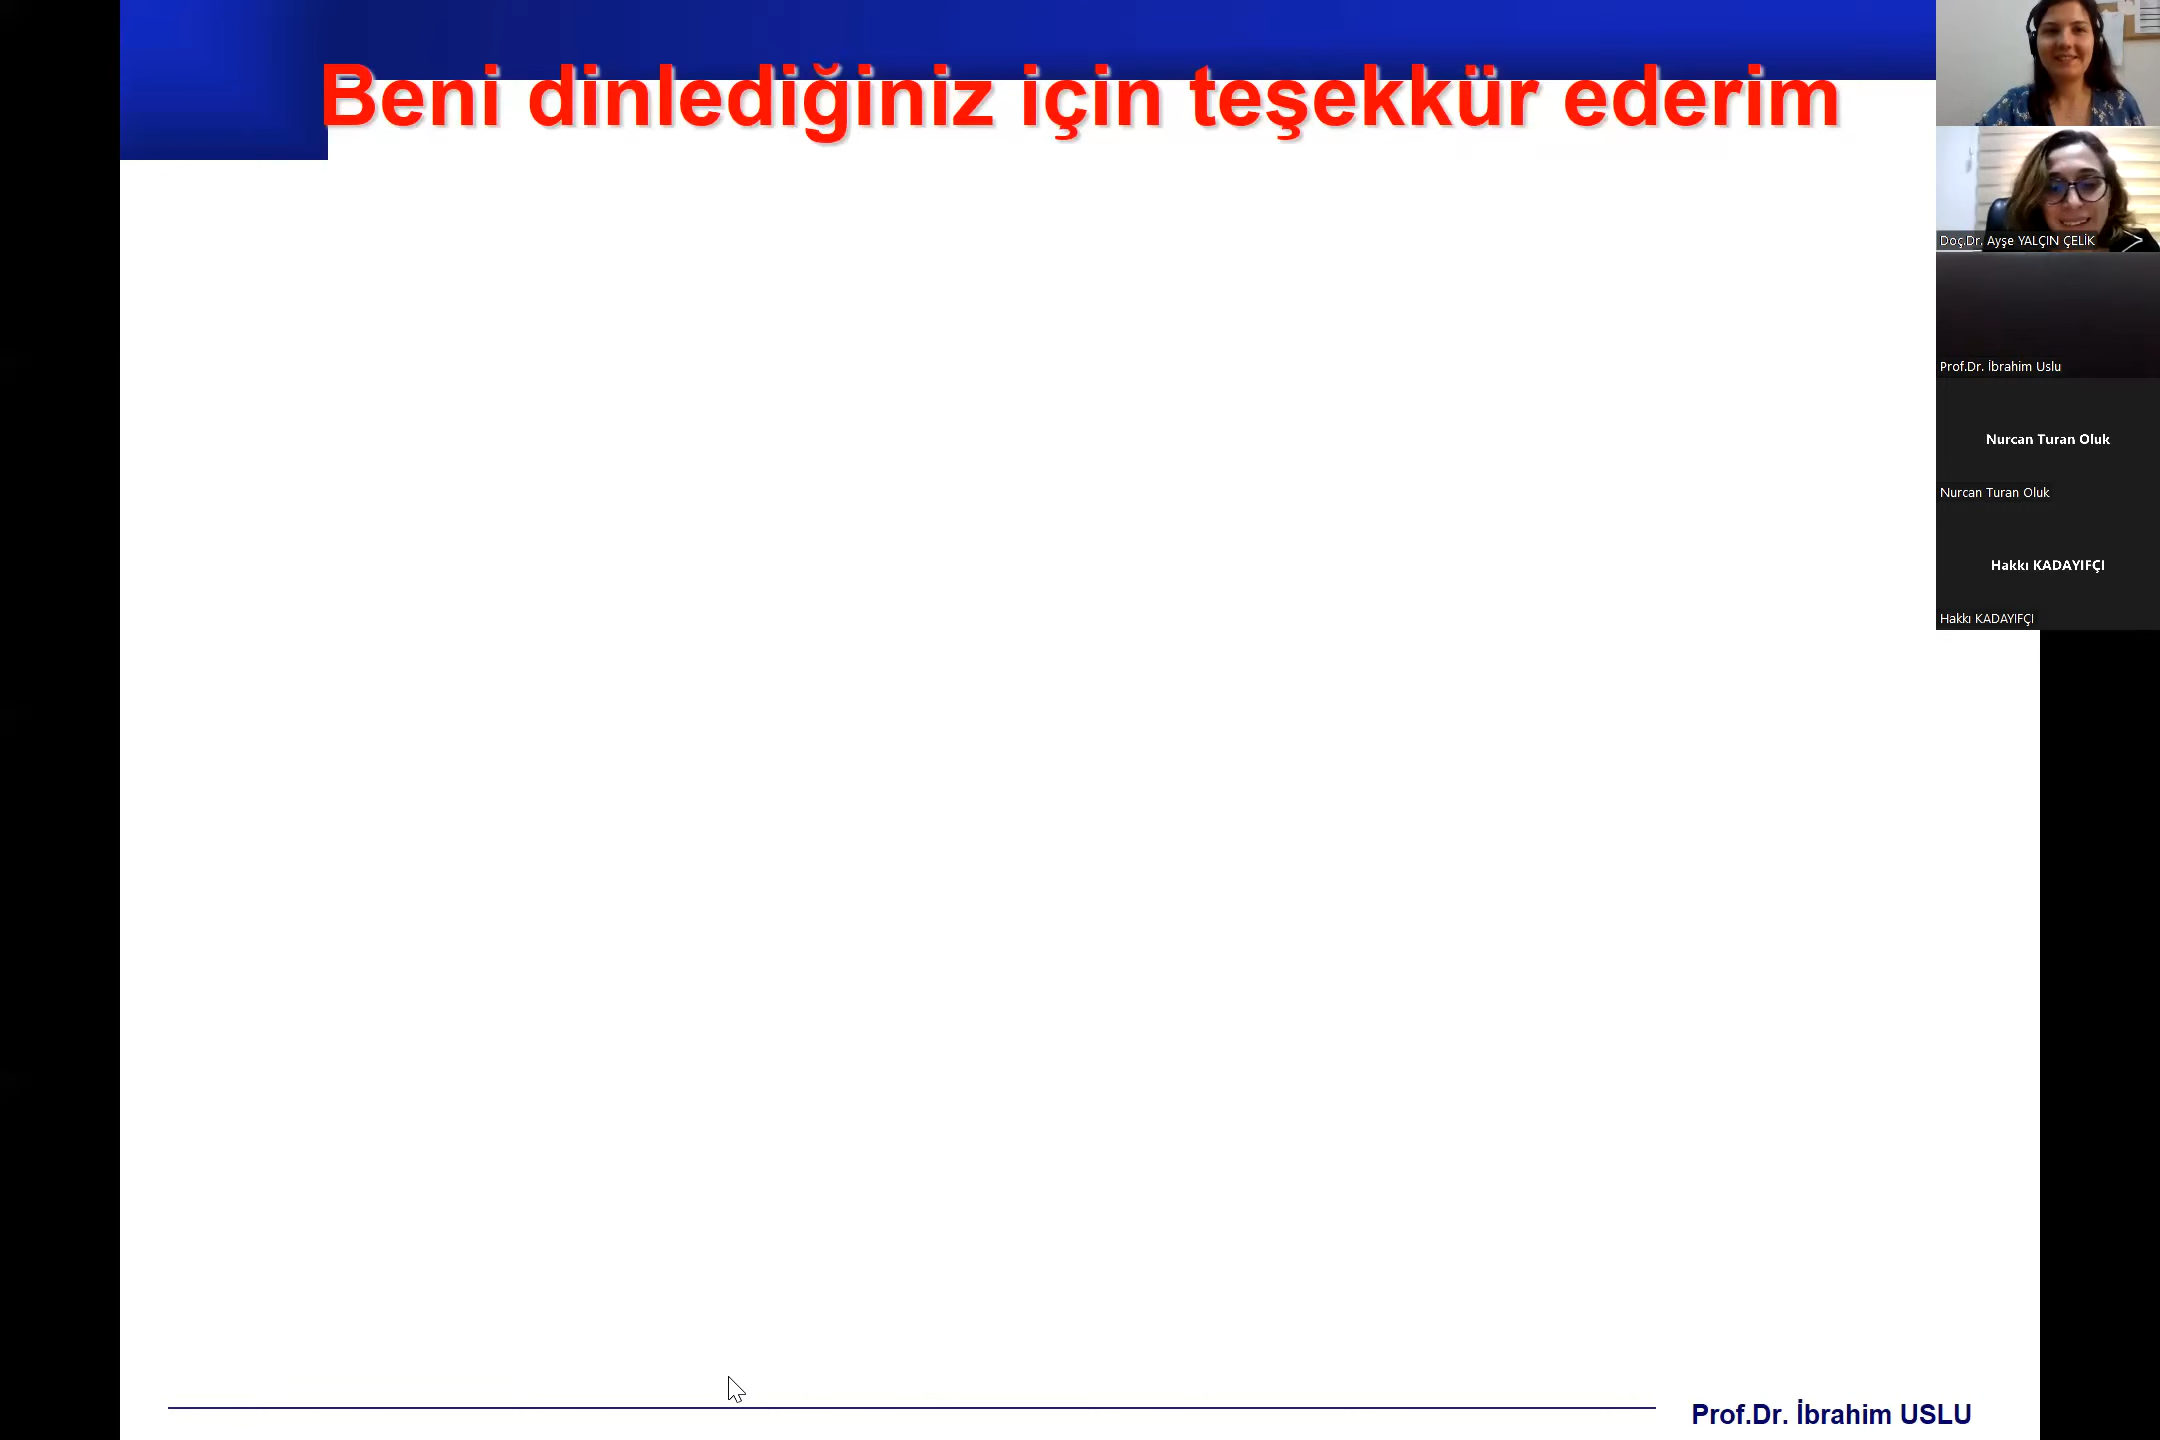 Beni dinlediğiniz için teşekkür ederim
Doç.Dr. Ayşe YALÇIN ÇELİK
Prof.Dr. İbrahim Uslu
Nurcan Turan Oluk
Nurcan Turan Oluk
Hakkı KADAYIFÇI
Hakkı KADAYIFÇI
Prof.Dr. İbrahim USLU